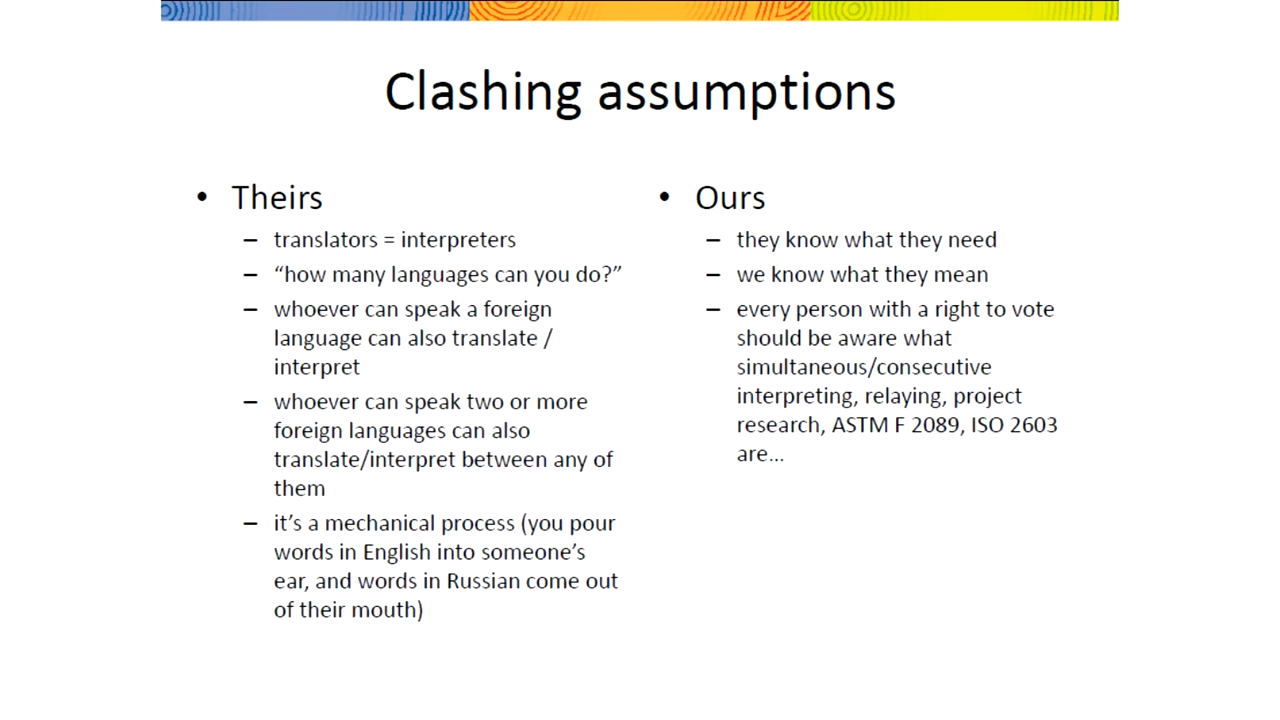 Clashing assumptions
• Theirs
– translators = interpreters
– “how many languages can you do?”
– whoever can speak a foreign
language can also translate /
interpret
– whoever can speak two or more
foreign languages can also
translate/interpret between any of
them
– it’s a mechanical process (you pour
words in English into someone’s
ear, and words in Russian come out
of their mouth)
• Ours
– they know what they need
– we know what they mean
– every person with a right to vote
should be aware what
simultaneous/consecutive
interpreting, relaying, project
research, ASTM F 2089, ISO 2603
are…